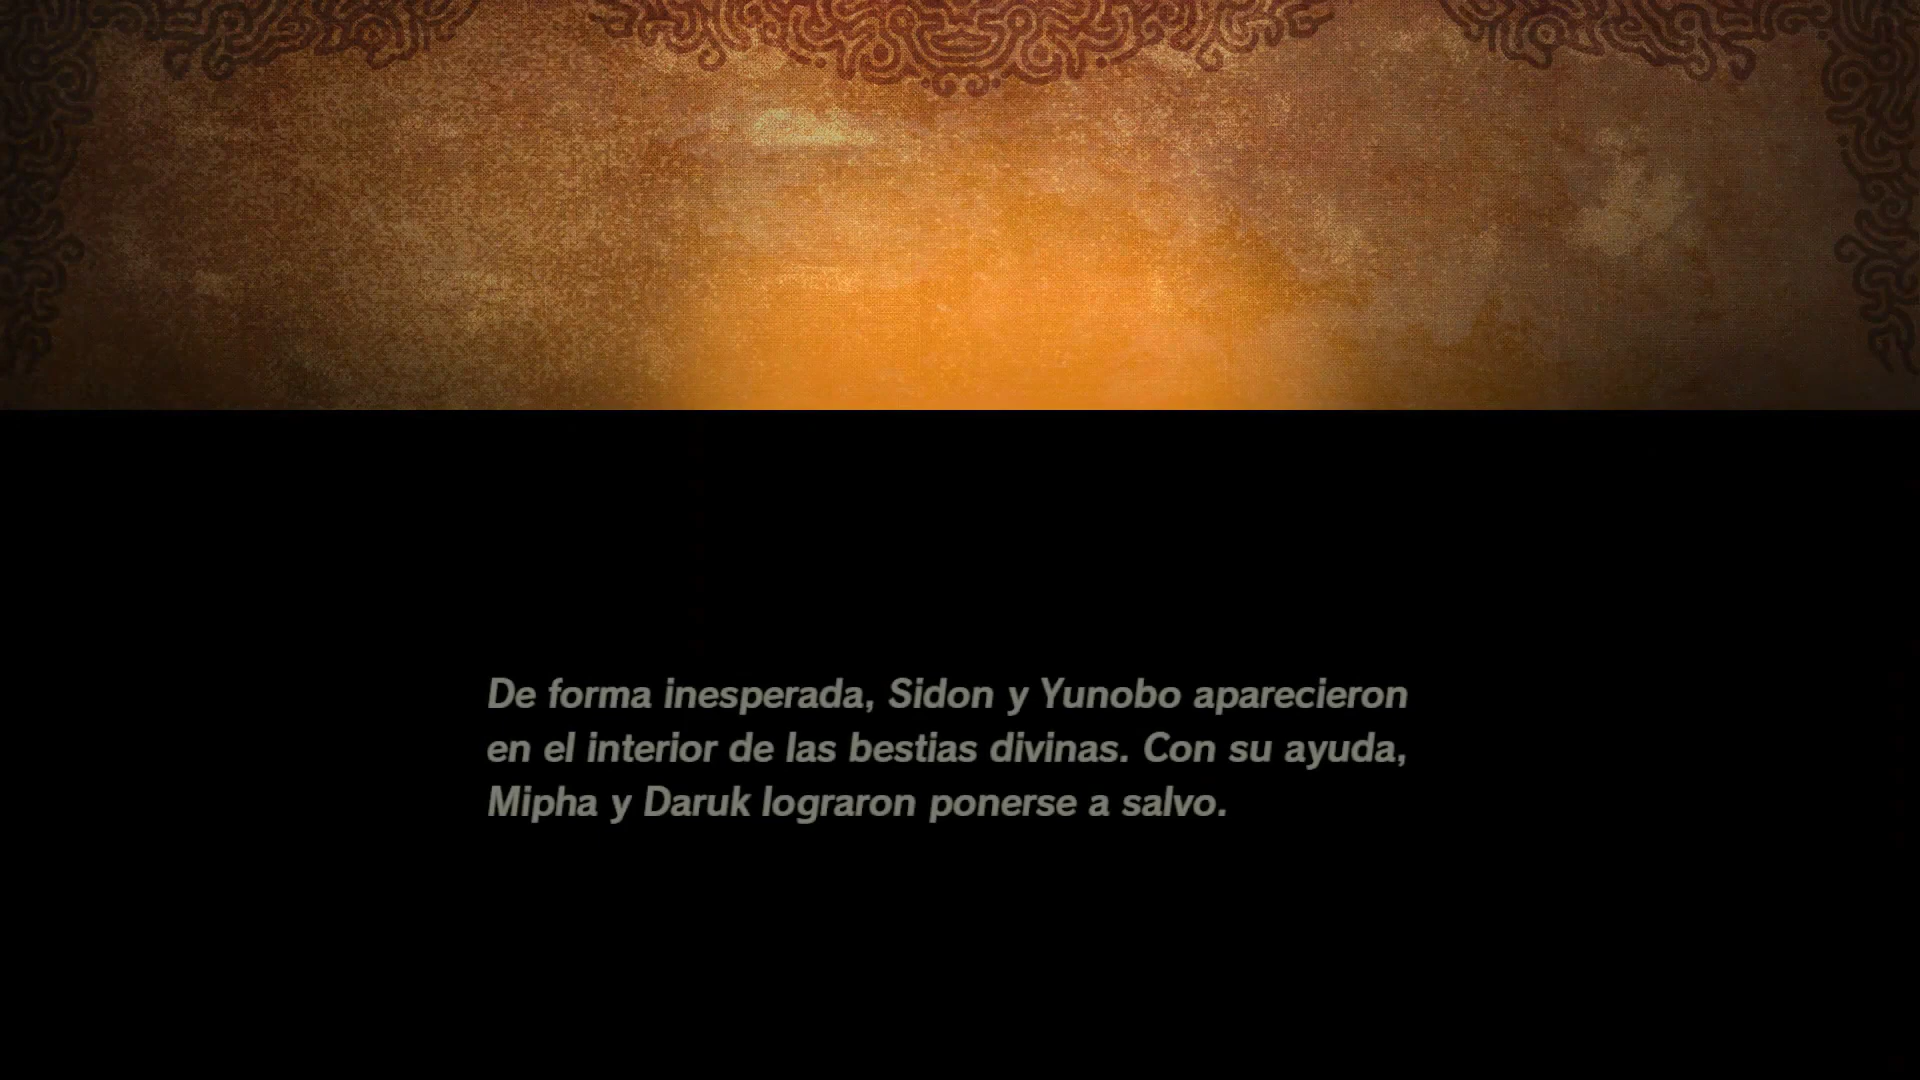 De forma inesperada, Sidon y Yunobo aparecieron
en el interior de las bestias divinas. Con su ayuda,
Mipha y Daruk lograron ponerse a salvo.